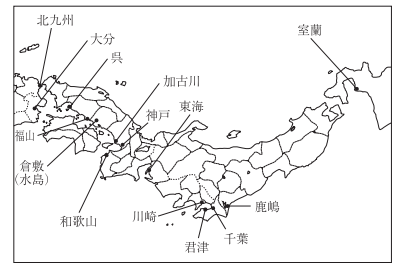 北九州
大分
呉
加古川
神戸
東海
室蘭
福山
倉敷
(水島)
和歌山
川崎
君津
千葉
鹿嶋